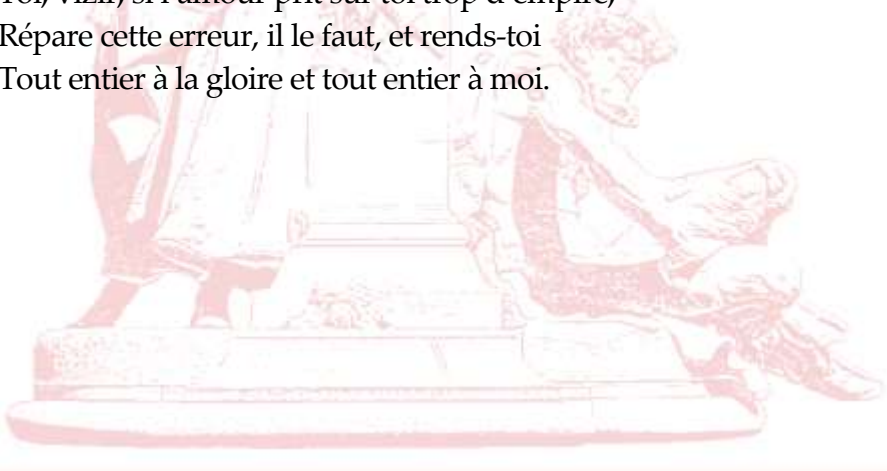 Toi, vizir, si l'amour prit sur toi trop d'empire,
Répare cette erreur, il le faut, et rends-toi
Tout entier à la gloire et tout entier à moi.